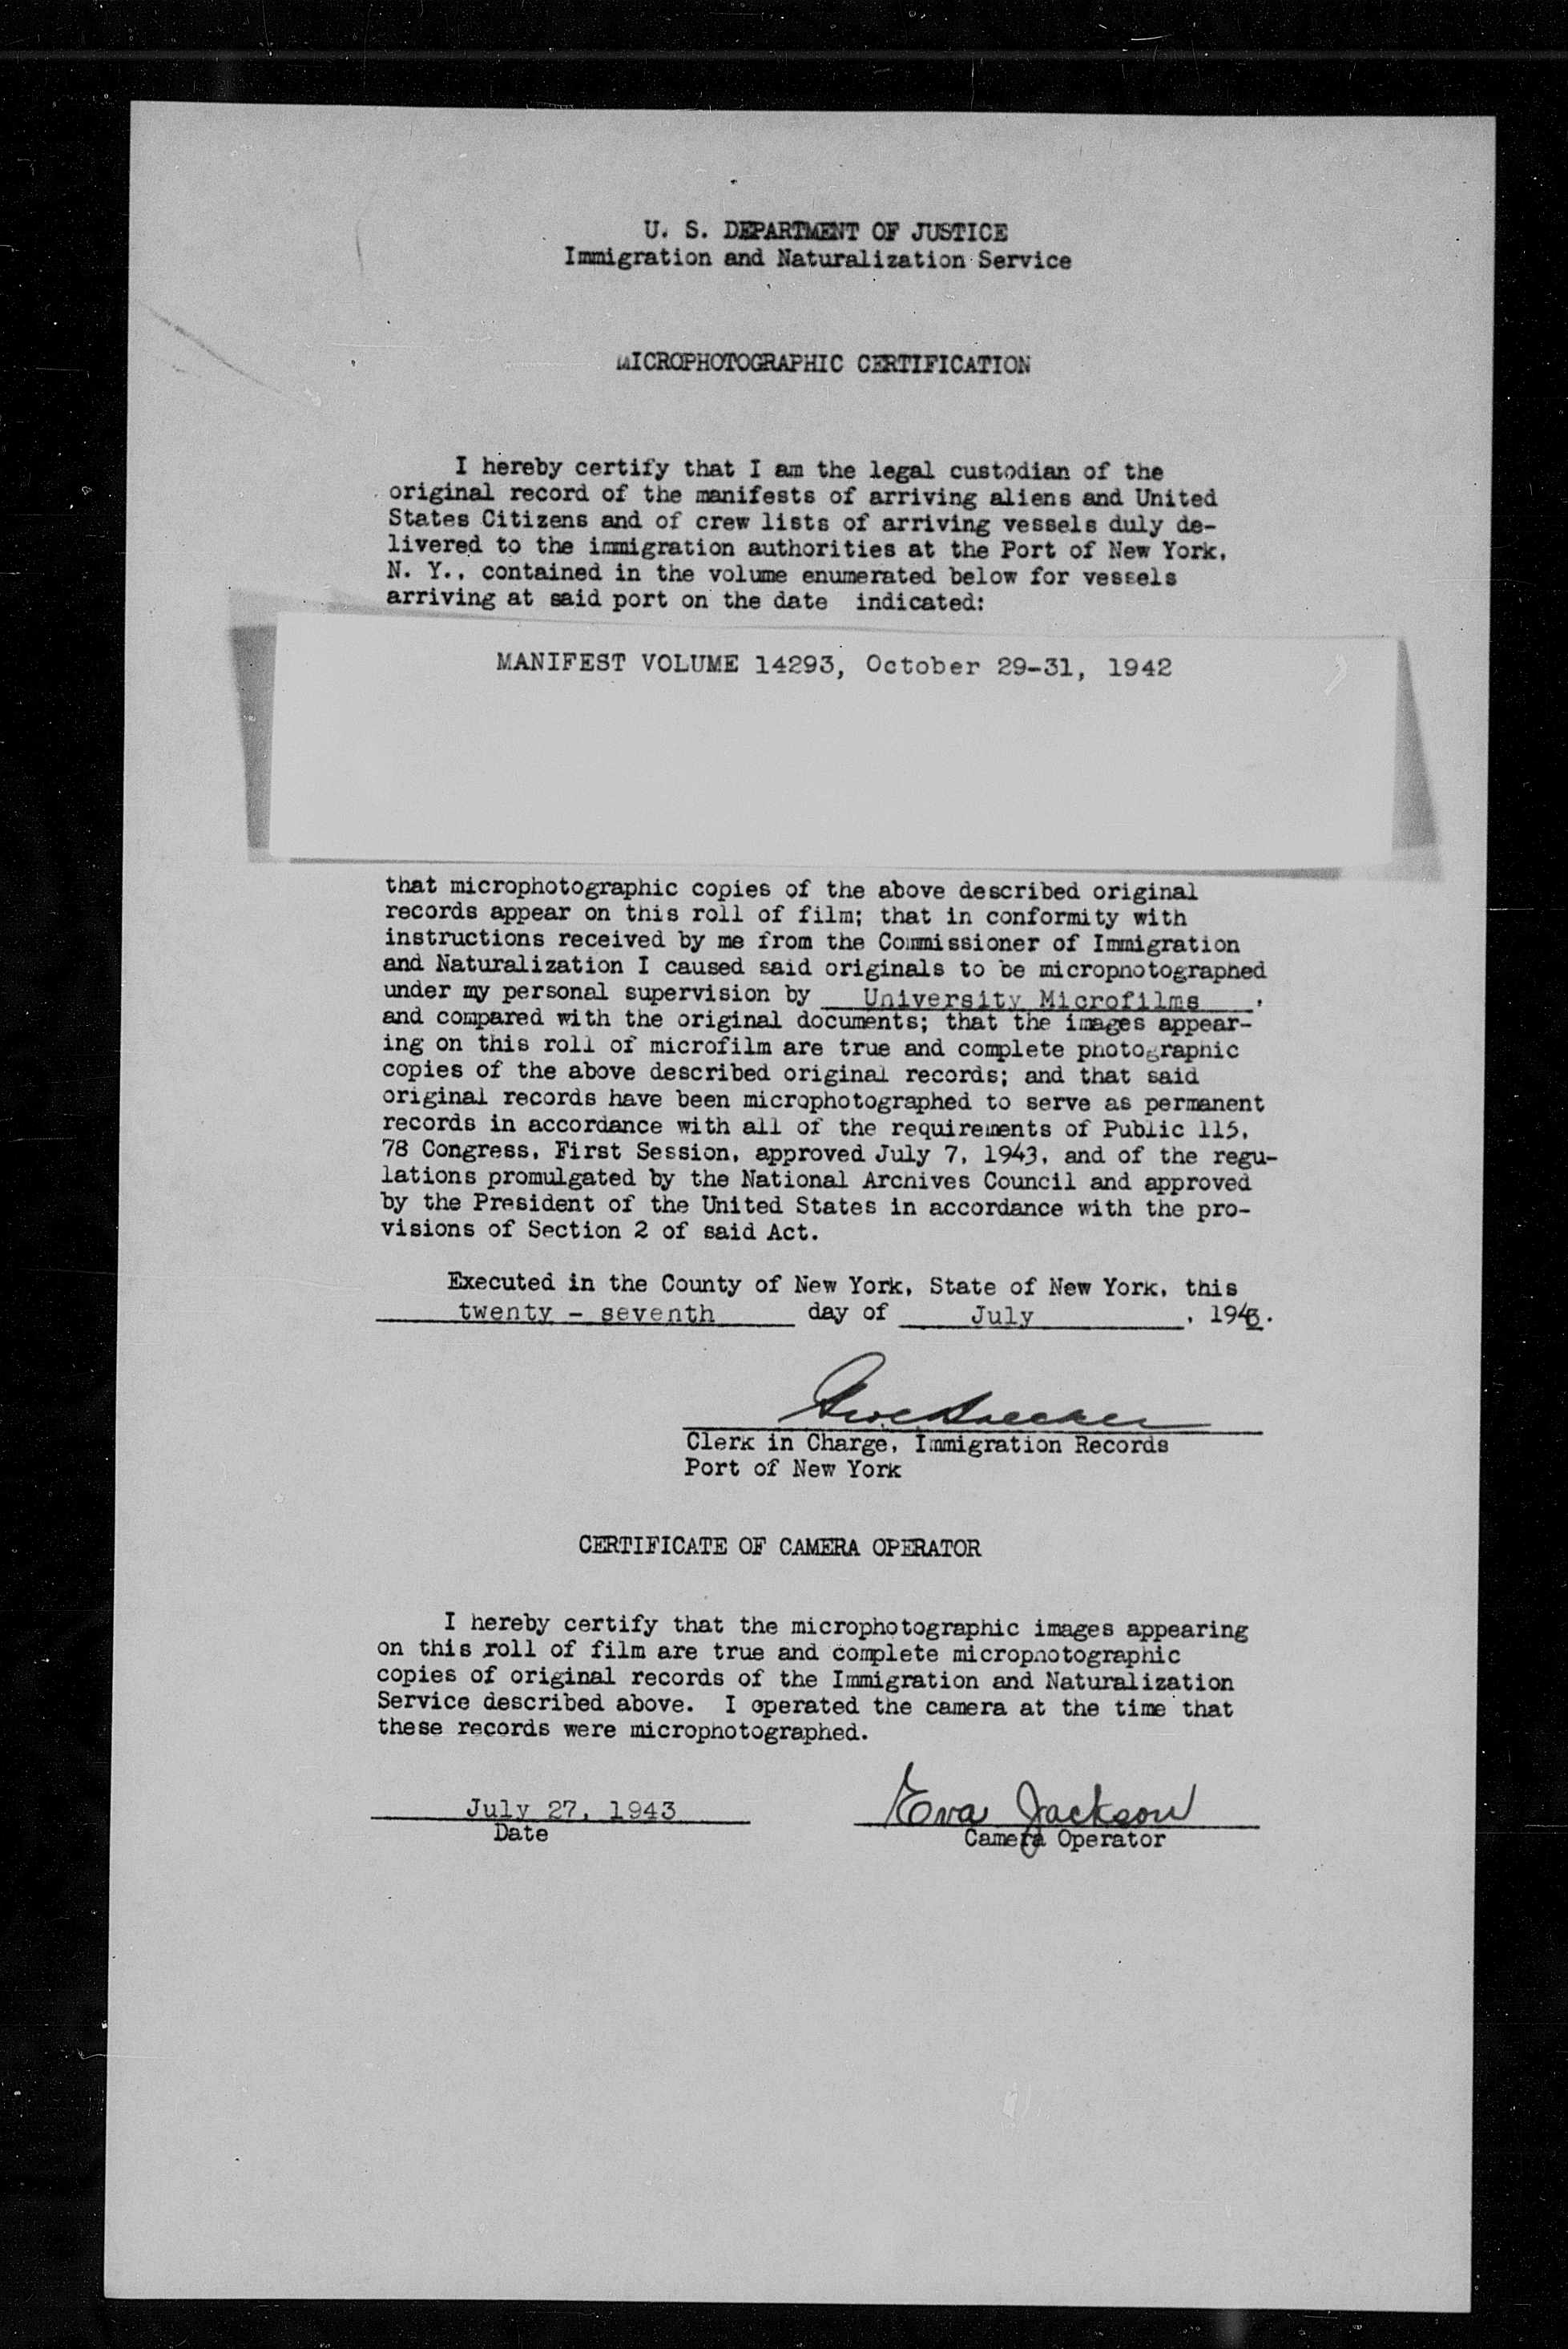 U. S. DEPARTMENT OF JUSTICE
Immigration and Naturalization Service
MICROPHOTOGRAPHIC CERTIFICATION
I hereby certify that I am the legal custodian of the
original record of the manifests of arriving aliens and United
States Citizens and of crew lists of arriving vessels duly de-
livered to the immigration authorities at the Port of New York,
N. Y., contained in the volume enumerated below for vessels
arriving at said port on the date indicated:
MANIFEST VOLUME 14293, October 29-31, 1942
that microphotographic copies of the above described original
records appear on this roll of film; that in conformity with
instructions received by me from the Commissioner of Immigration
and Naturalization I caused said originals to be microphotographed
under my personal supervision by University Microfilms,
and compared with the original documents; that the images appear-
ing on this roll of microfilm are true and complete photographic
copies of the above described original records; and that said
original records have been microphotographed to serve as permanent
records in accordance with all of the requirements of Public 115,
78 Congress, First Session, approved July 7, 1943, and of the regu-
lations promulgated by the National Archives Council and approved
by the President of the United States in accordance with the pro-
visions of Section 2 of said Act.
Executed in the County of New York, State of New York, this
twenty - seventh day of July, 1943.
Clerk in Charge, Immigration Records
Port of New York
CERTIFICATE OF CAMERA OPERATOR
I hereby certify that the microphotographic images appearing
on this roll of film are true and complete microphotographic
copies of original records of the Immigration and Naturalization
Service described above. I operated the camera at the time that
these records were microphotographed.
July 27, 1943 Eva Jackson
Date Camera Operator